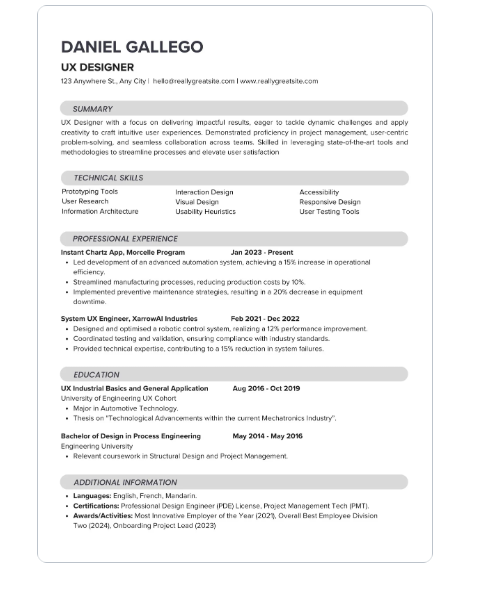 DANIEL GALLEGO
UX DESIGNER
123 Anywhere St., Any City | hello@reallygreatsite.com | www.reallygreatsite.com
SUMMARY
UX Designer with a focus on delivering impactful results, eager to tackle dynamic challenges and apply
creativity to craft intuitive user experiences. Demonstrated proficiency in project management, user-centric
problem-solving, and seamless collaboration across teams. Skilled in leveraging state-of-the-art tools and
methodologies to streamline processes and elevate user satisfaction
TECHNICAL SKILLS
Prototyping Tools
User Research
Information Architecture
Interaction Design
Visual Design
Usability Heuristics
Accessibility
Responsive Design
User Testing Tools
PROFESSIONAL EXPERIENCE
Instant Chartz App, Morcelle Program Jan 2023 - Present
• Led development of an advanced automation system, achieving a 15% increase in operational
efficiency.
• Streamlined manufacturing processes, reducing production costs by 10%.
• Implemented preventive maintenance strategies, resulting in a 20% decrease in equipment
downtime.
System UX Engineer, XarrowAI Industries Feb 2021 - Dec 2022
• Designed and optimised a robotic control system, realizing a 12% performance improvement.
• Coordinated testing and validation, ensuring compliance with industry standards.
• Provided technical expertise, contributing to a 15% reduction in system failures.
EDUCATION
UX Industrial Basics and General Application Aug 2016 - Oct 2019
University of Engineering UX Cohort
• Major in Automotive Technology.
• Thesis on "Technological Advancements within the current Mechatronics Industry".
Bachelor of Design in Process Engineering May 2014 - May 2016
Engineering University
• Relevant coursework in Structural Design and Project Management.
ADDITIONAL INFORMATION
• Languages: English, French, Mandarin.
• Certifications: Professional Design Engineer (PDE) License, Project Management Tech (PMT).
• Awards/Activities: Most Innovative Employer of the Year (2021), Overall Best Employee Division
Two (2024), Onboarding Project Lead (2023)